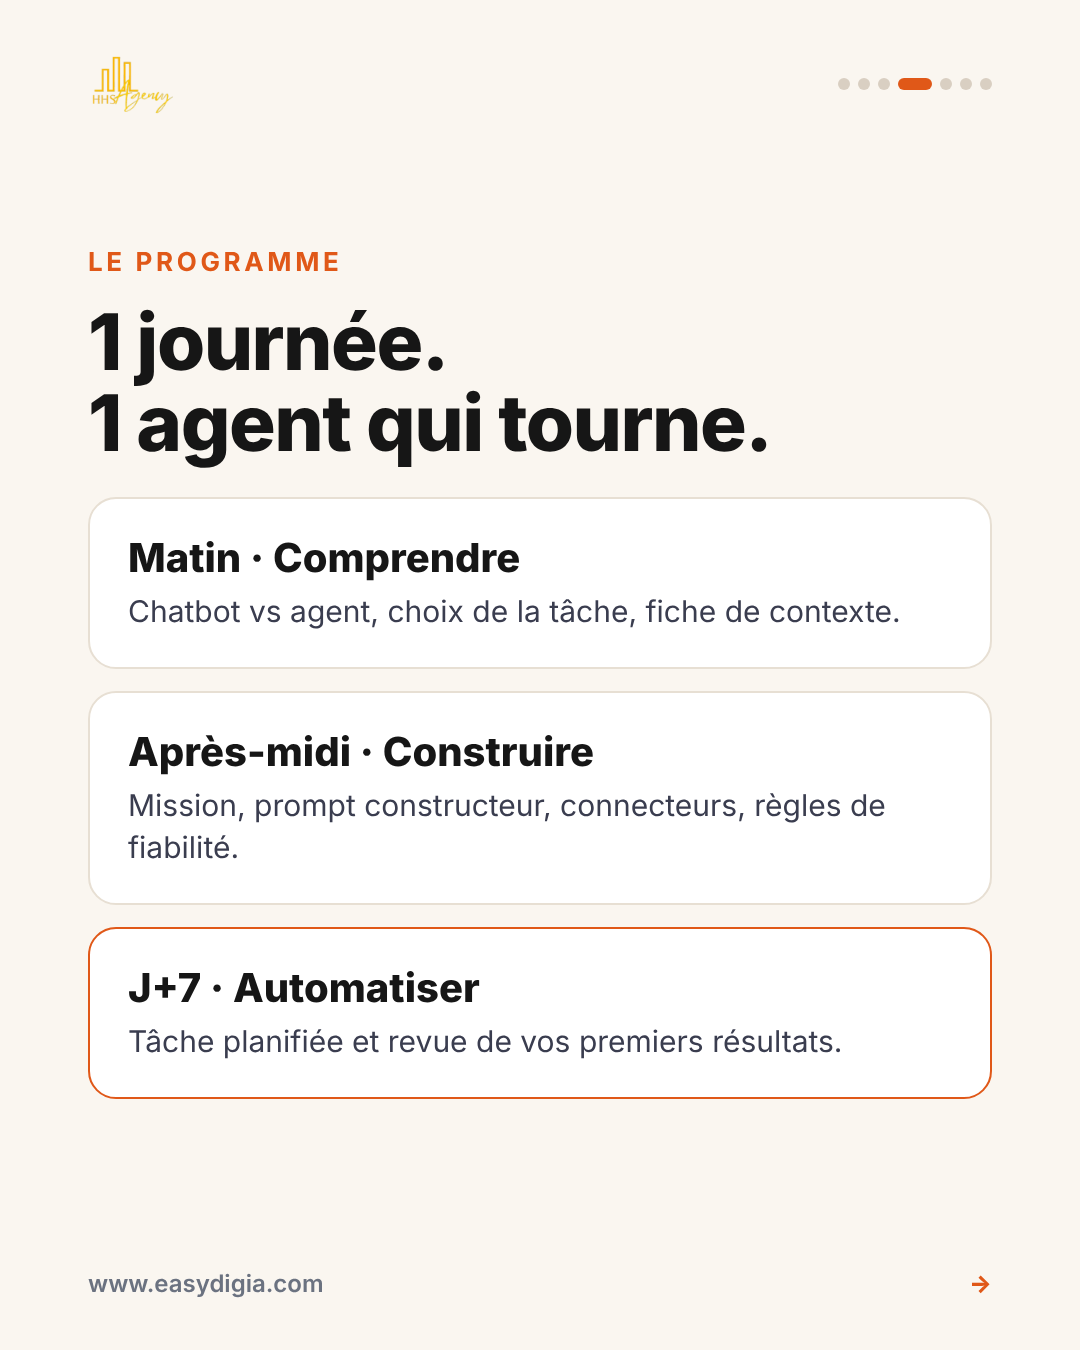 HHS Agency
LE PROGRAMME
1 journée.
1 agent qui tourne.
Matin · Comprendre
Chatbot vs agent, choix de la tâche, fiche de contexte.
Après-midi · Construire
Mission, prompt constructeur, connecteurs, règles de
fiabilité.
J+7 · Automatiser
Tâche planifiée et revue de vos premiers résultats.
www.easydigia.com
→